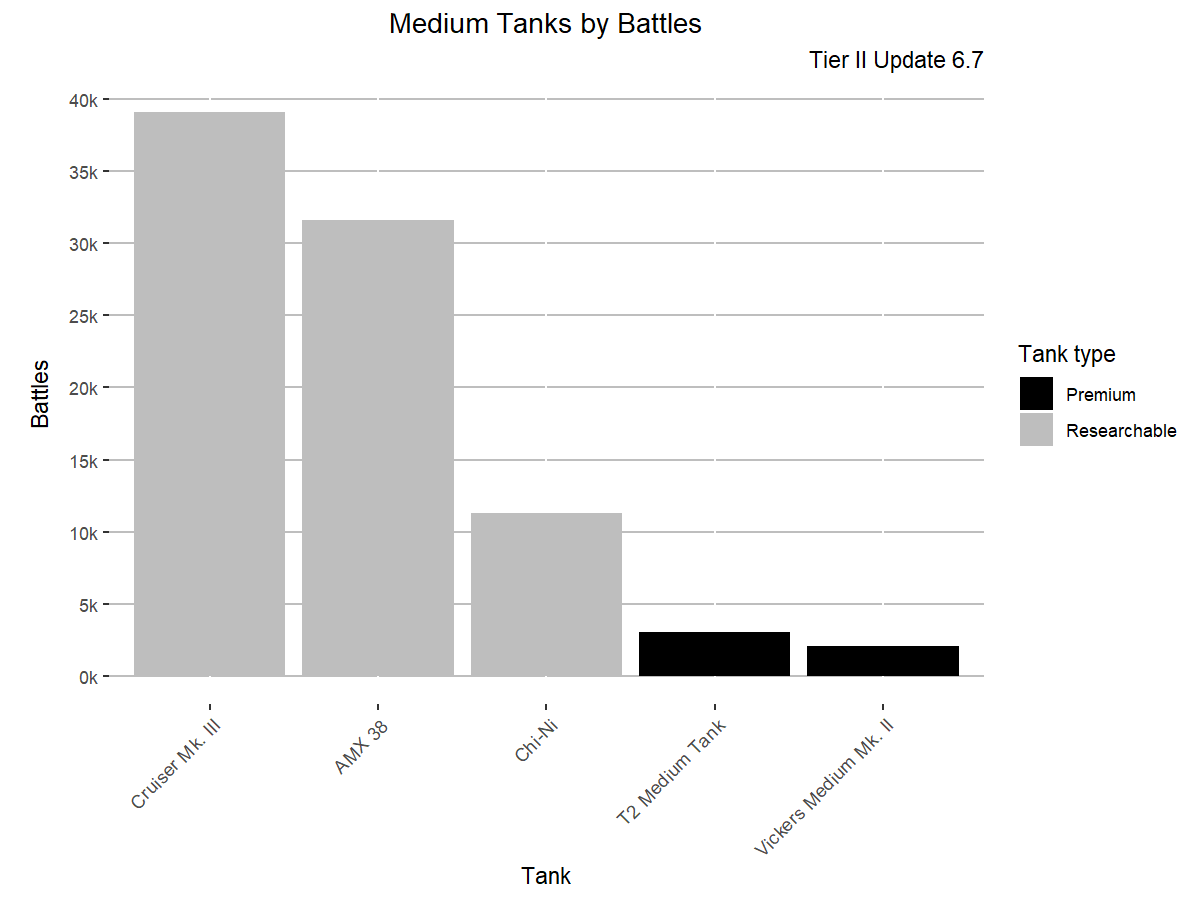 Medium Tanks by Battles
Tier II Update 6.7
40k
35k
30k
25k
20k
15k
10k
5k
0k
Battles
Cruiser Mk. III
AMX 38
Chi-Ni
T2 Medium Tank
Vickers Medium Mk. II
Tank
Tank type
Premium
Researchable